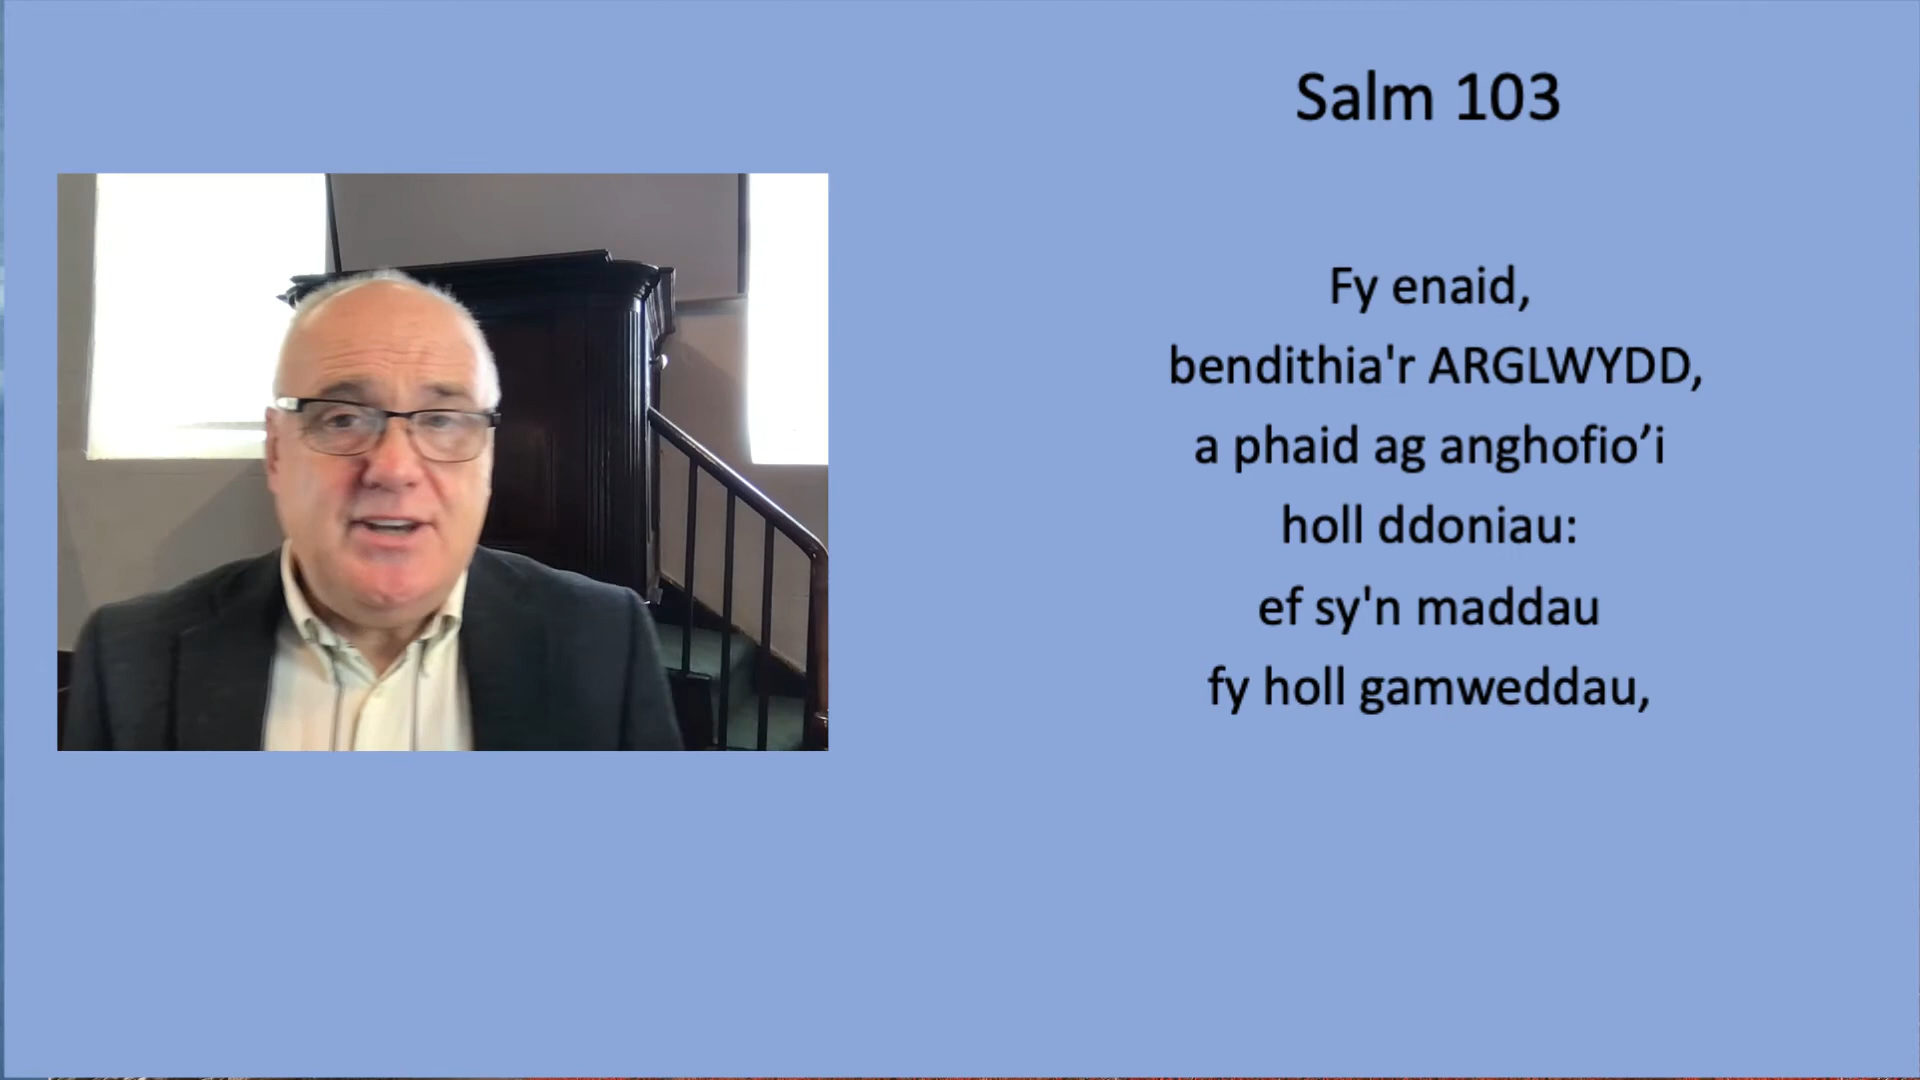 Salm 103
Fy enaid,
bendithia'r ARGLWYDD,
a phaid ag anghofio’i
holl ddoniau:
ef sy'n maddau
fy holl gamweddau,